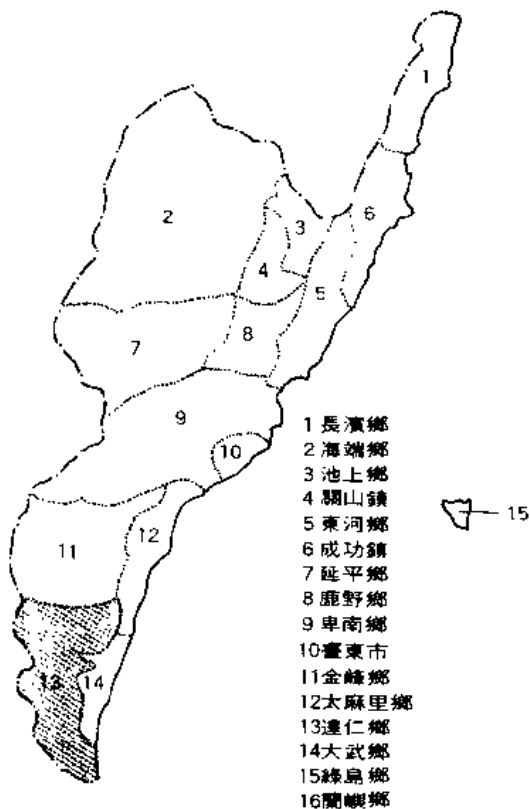 1
2
3
6
4
5
7
8
9
10
12
11
13
14
15
1 長濱鄉
2 海端鄉
3 池上鄉
4 關山鎮
5 東河鄉
6 成功鎮
7 延平鄉
8 鹿野鄉
9 卑南鄉
10 臺東市
11 金峰鄉
12 太麻里鄉
13 達仁鄉
14 大武鄉
15 綠島鄉
16 蘭嶼鄉